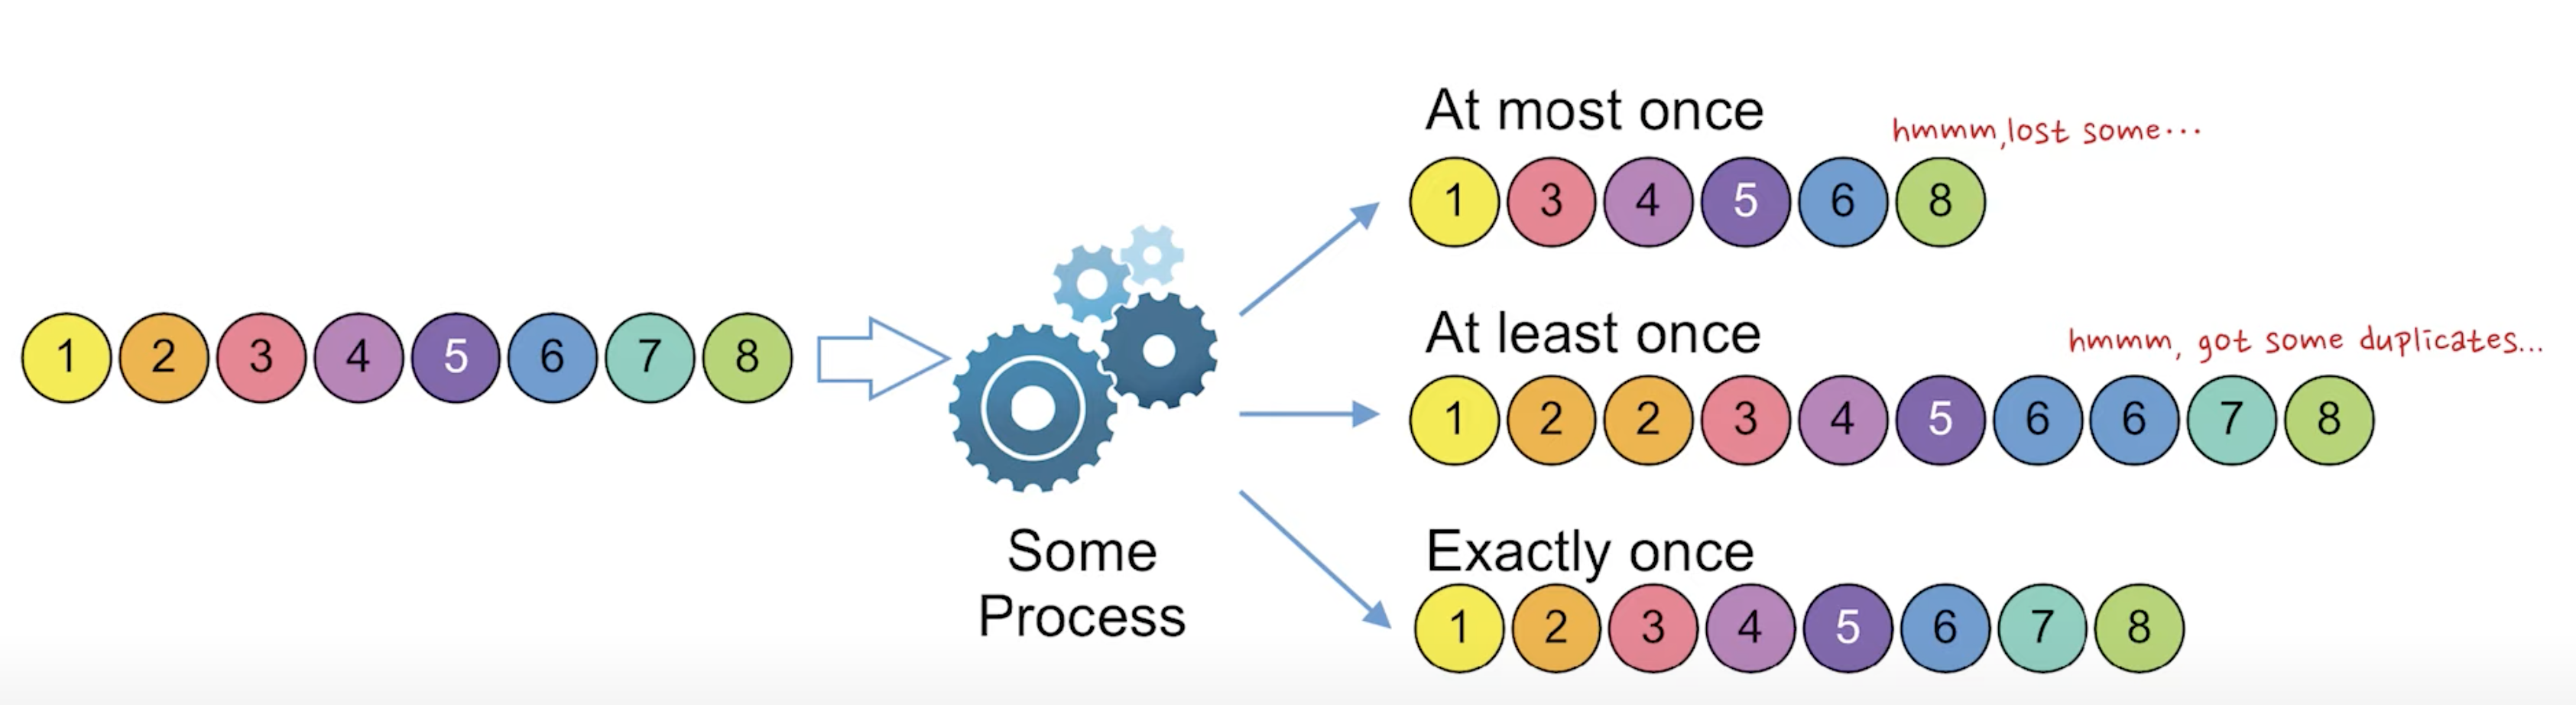 At most once
hmmm,lost some...
1 3 4 5 6 8
At least once
hmmm, got some duplicates...
1 2 3 4 5 6 7 8
1 2 2 3 4 5 6 6 7 8
Some
Process
Exactly once
1 2 3 4 5 6 7 8